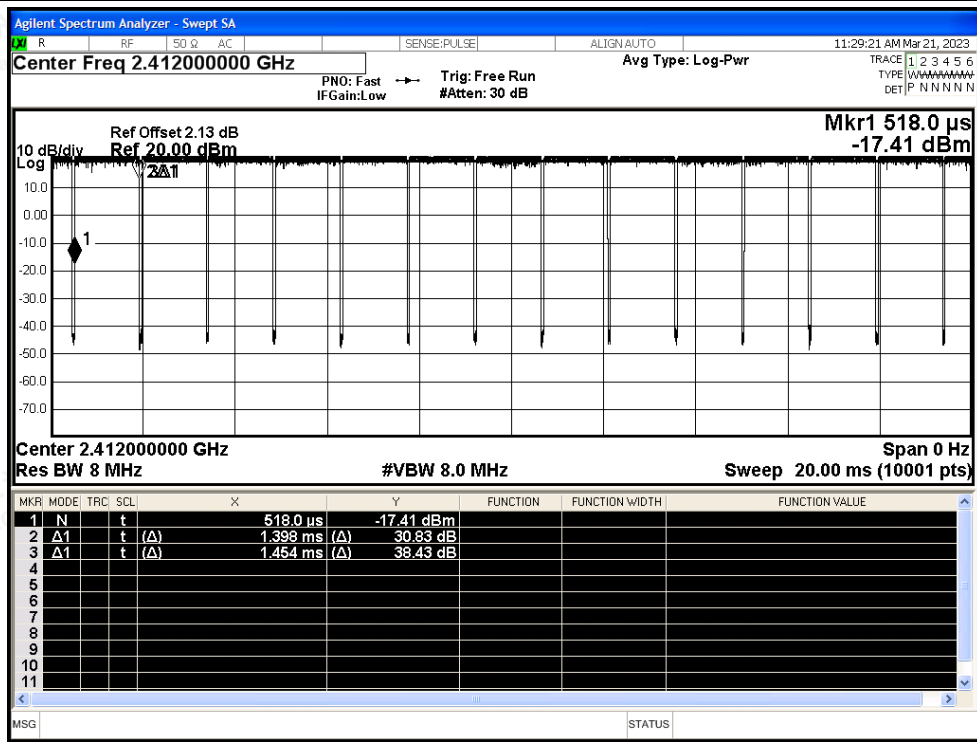 Agilent Spectrum Analyzer - Swept SA
LXI R RF 50 Ω AC SENSE:PULSE ALIGN AUTO 11:29:21 AM Mar 21, 2023
Center Freq 2.412000000 GHz Avg Type: Log-Pwr TRACE 1 2 3 4 5 6
PNO: Fast Trig: Free Run TYPE
IFGain:Low #Atten: 30 dB DET P N N N N N
Mkr1 518.0 µs
Ref Offset 2.13 dB
10 dB/div Ref 20.00 dBm -17.41 dBm
Log
10.0
0.00
-10.0
-20.0
-30.0
-40.0
-50.0
-60.0
-70.0
1
Center 2.412000000 GHz Span 0 Hz
Res BW 8 MHz #VBW 8.0 MHz Sweep 20.00 ms (10001 pts)
MKR MODE TRC SCL X Y FUNCTION FUNCTION WIDTH FUNCTION VALUE
1 N t 518.0 µs -17.41 dBm
2 Δ1 t (Δ) 1.398 ms (Δ) 30.83 dB
3 Δ1 t (Δ) 1.454 ms (Δ) 38.43 dB
4
5
6
7
8
9
10
11
MSG STATUS